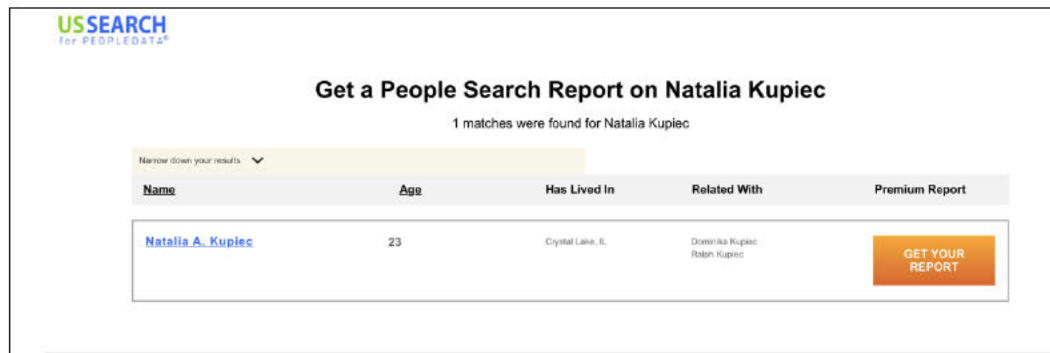 USSEARCH
for PEOPLEDATA®
Get a People Search Report on Natalia Kupiec
1 matches were found for Natalia Kupiec
Narrow down your results
Name Age Has Lived In Related With Premium Report
Natalia A. Kupiec 23 Crystal Lake, IL Dominika Kupiec
Ralph Kupiec
GET YOUR
REPORT